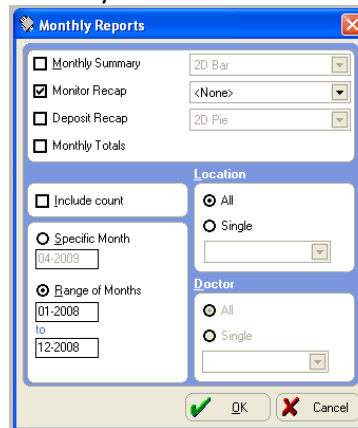 Monthly Reports
Monthly Summary
2D Bar
Monitor Recap
<None>
Deposit Recap
2D Pie
Monthly Totals
Include count
Specific Month
04-2009
Range of Months
01-2008
to
12-2008
Location
All
Single
Doctor
All
Single
OK
Cancel